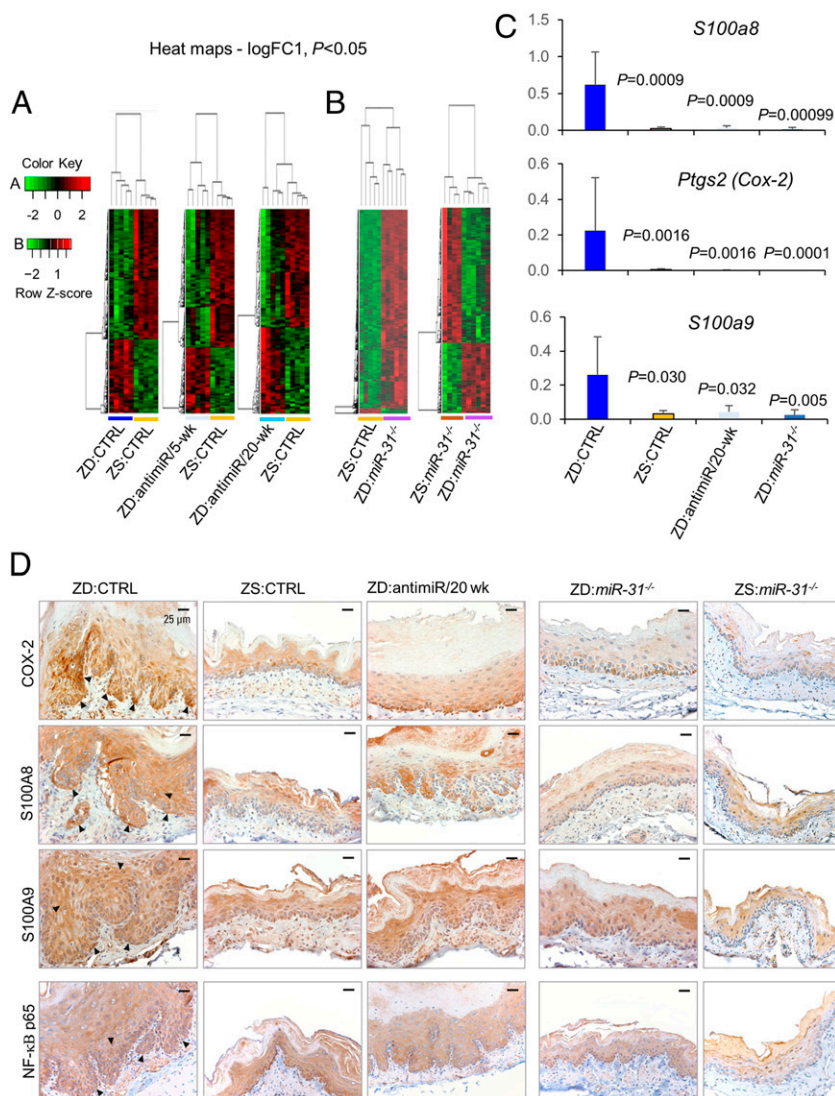 Heat maps - logFC1, P<0.05
A
B
Color Key
A
-2 0 2
B
-2 1
Row Z-score
ZD:CTRL
ZS:CTRL
ZD:antimiR/5-wk
ZS:CTRL
ZD:antimiR/20-wk
ZS:CTRL
ZS:CTRL
ZD:miR-31-/-
ZS:miR-31-/-
ZD:miR-31-/-
C
S100a8
1.5
1.0
0.5
0.0
P=0.0009
P=0.0009
P=0.00099
Ptgs2 (Cox-2)
0.6
0.4
0.2
0.0
P=0.0016
P=0.0016
P=0.0001
S100a9
0.6
0.4
0.2
0.0
P=0.030
P=0.032
P=0.005
ZD:CTRL
ZS:CTRL
ZD:antimiR/20-wk
ZD:miR-31-/-
D
ZD:CTRL ZS:CTRL ZD:antimiR/20 wk ZD:miR-31-/- ZS:miR-31-/-
25 µm
COX-2
S100A8
S100A9
NF-κB p65